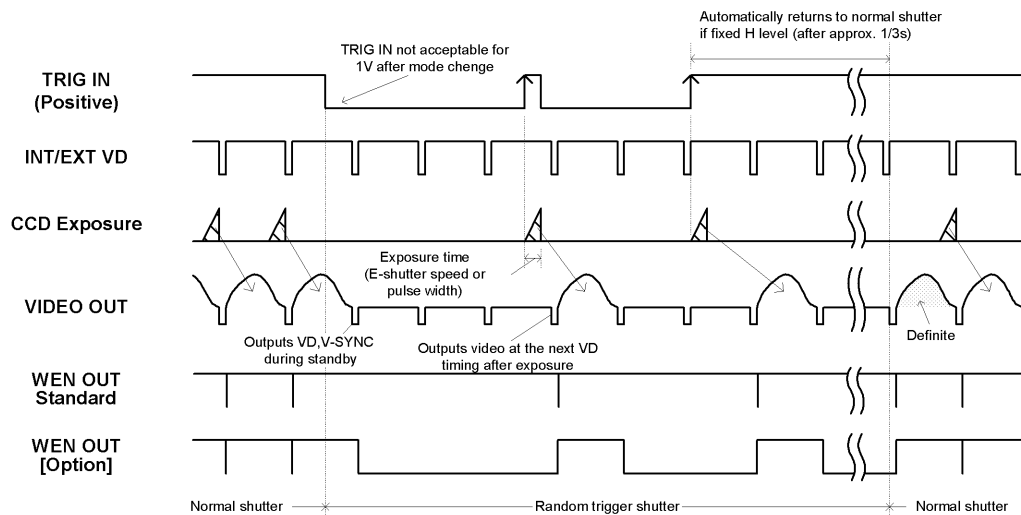 Automatically returns to normal shutter
if fixed H level (after approx. 1/3s)
TRIG IN not acceptable for
1V after mode chenge
TRIG IN
(Positive)
INT/EXT VD
CCD Exposure
Exposure time
(E-shutter speed or
pulse width)
VIDEO OUT
Outputs VD,V-SYNC
during standby
Outputs video at the next VD
timing after exposure
Definite
WEN OUT
Standard
WEN OUT
[Option]
Normal shutter
Random trigger shutter
Normal shutter